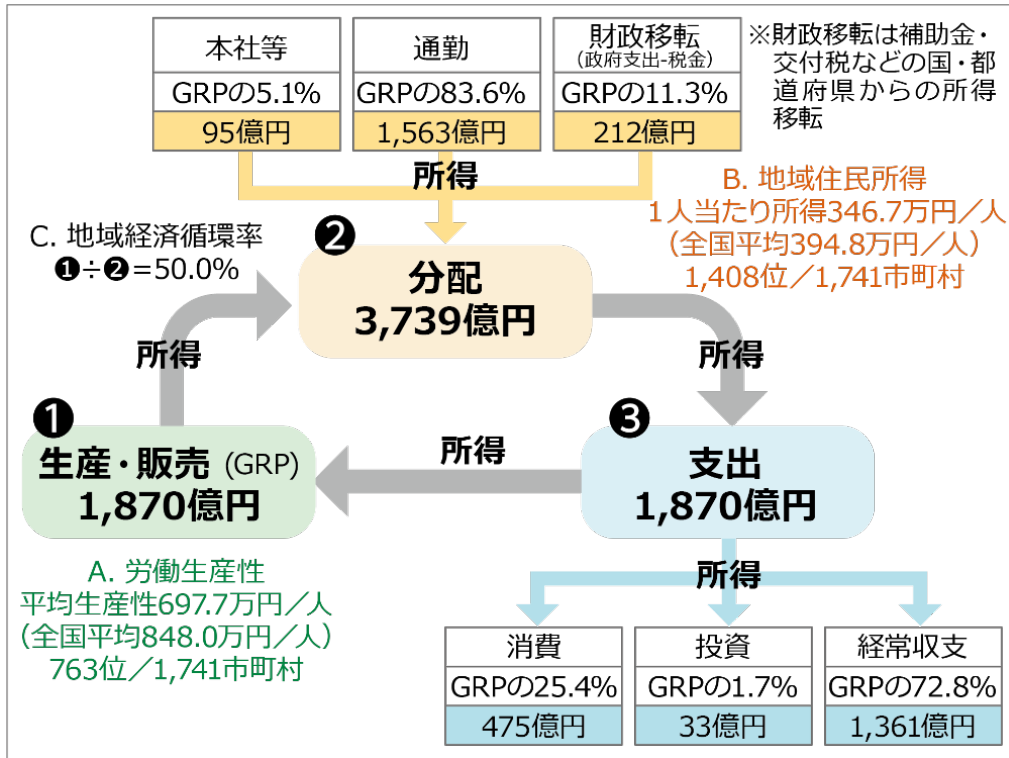 本社等
GRPの5.1%
95億円
通勤
GRPの83.6%
1,563億円
財政移転
(政府支出-税金)
GRPの11.3%
212億円
※財政移転は補助金・
交付税などの国・都
道府県からの所得
移転
所得
B. 地域住民所得
1人当たり所得346.7万円／人
（全国平均394.8万円／人）
1,408位／1,741市町村
C. 地域経済循環率
❶÷❷＝50.0%
❷
分配
3,739億円
所得
所得
❶
生産・販売 (GRP)
1,870億円
所得
❸
支出
1,870億円
A. 労働生産性
平均生産性697.7万円／人
（全国平均848.0万円／人）
763位／1,741市町村
所得
消費
GRPの25.4%
475億円
投資
GRPの1.7%
33億円
経常収支
GRPの72.8%
1,361億円